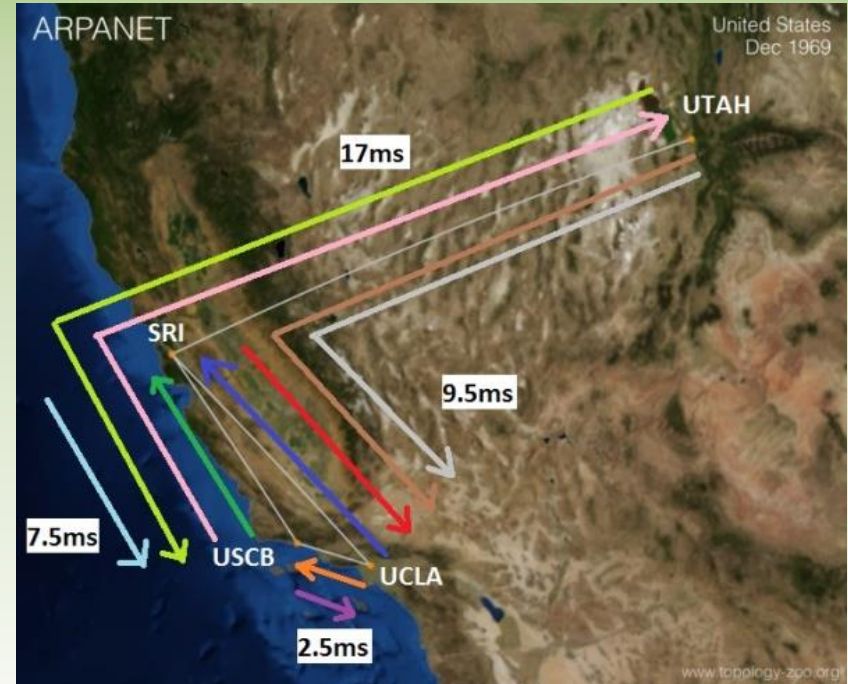 ARPANET
United States
Dec 1969
UTAH
17ms
SRI
9.5ms
7.5ms
USCB
UCLA
2.5ms
www.topology-zoo.org